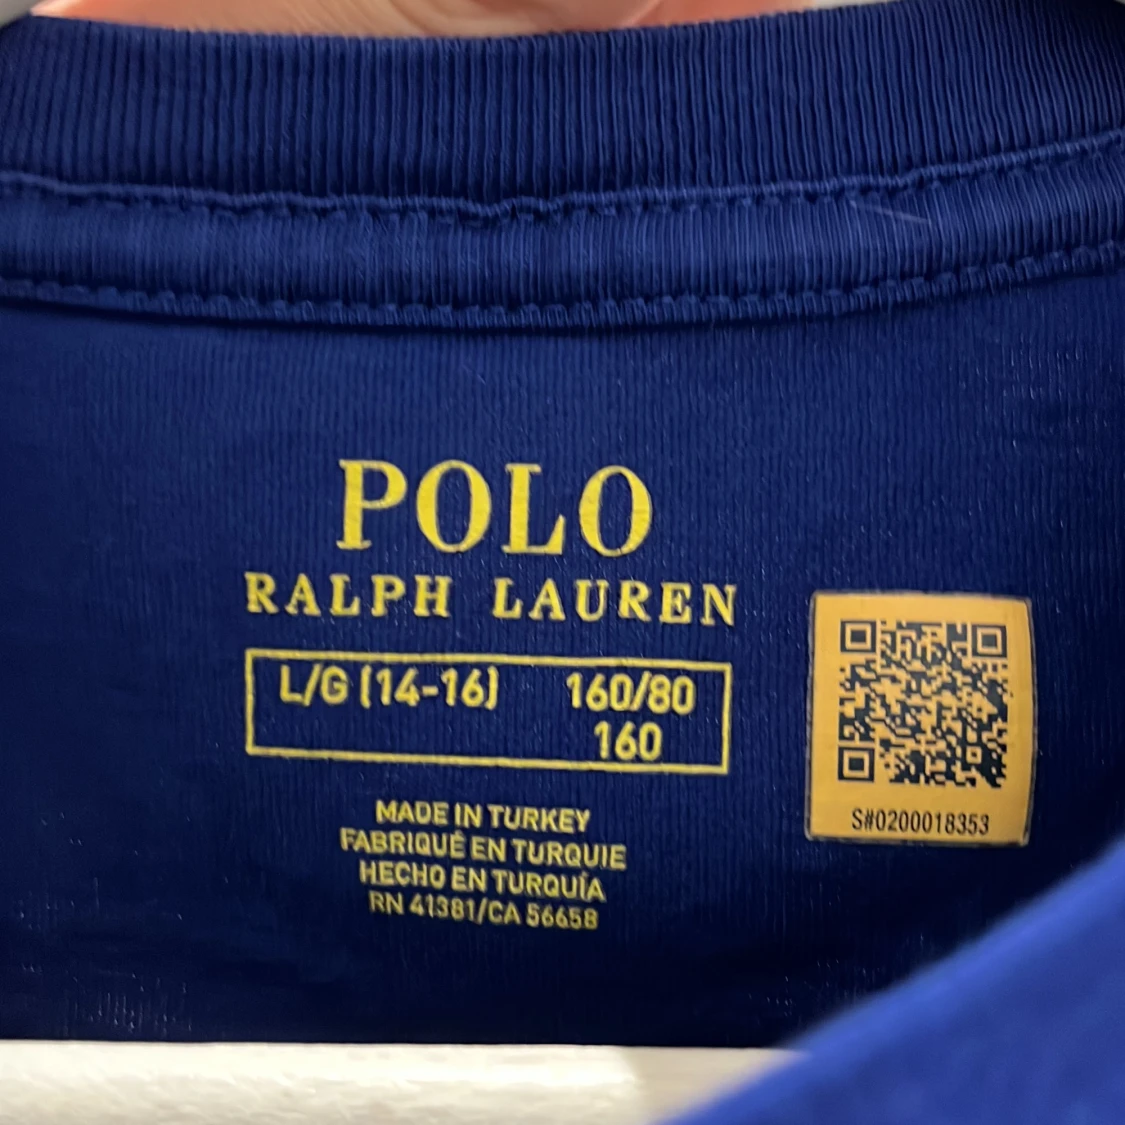 POLO
RALPH LAUREN
L/G (14-16) 160/80
160
MADE IN TURKEY
FABRIQUÉ EN TURQUIE
HECHO EN TURQUÍA
RN 41381/CA 56658
S#0200018353